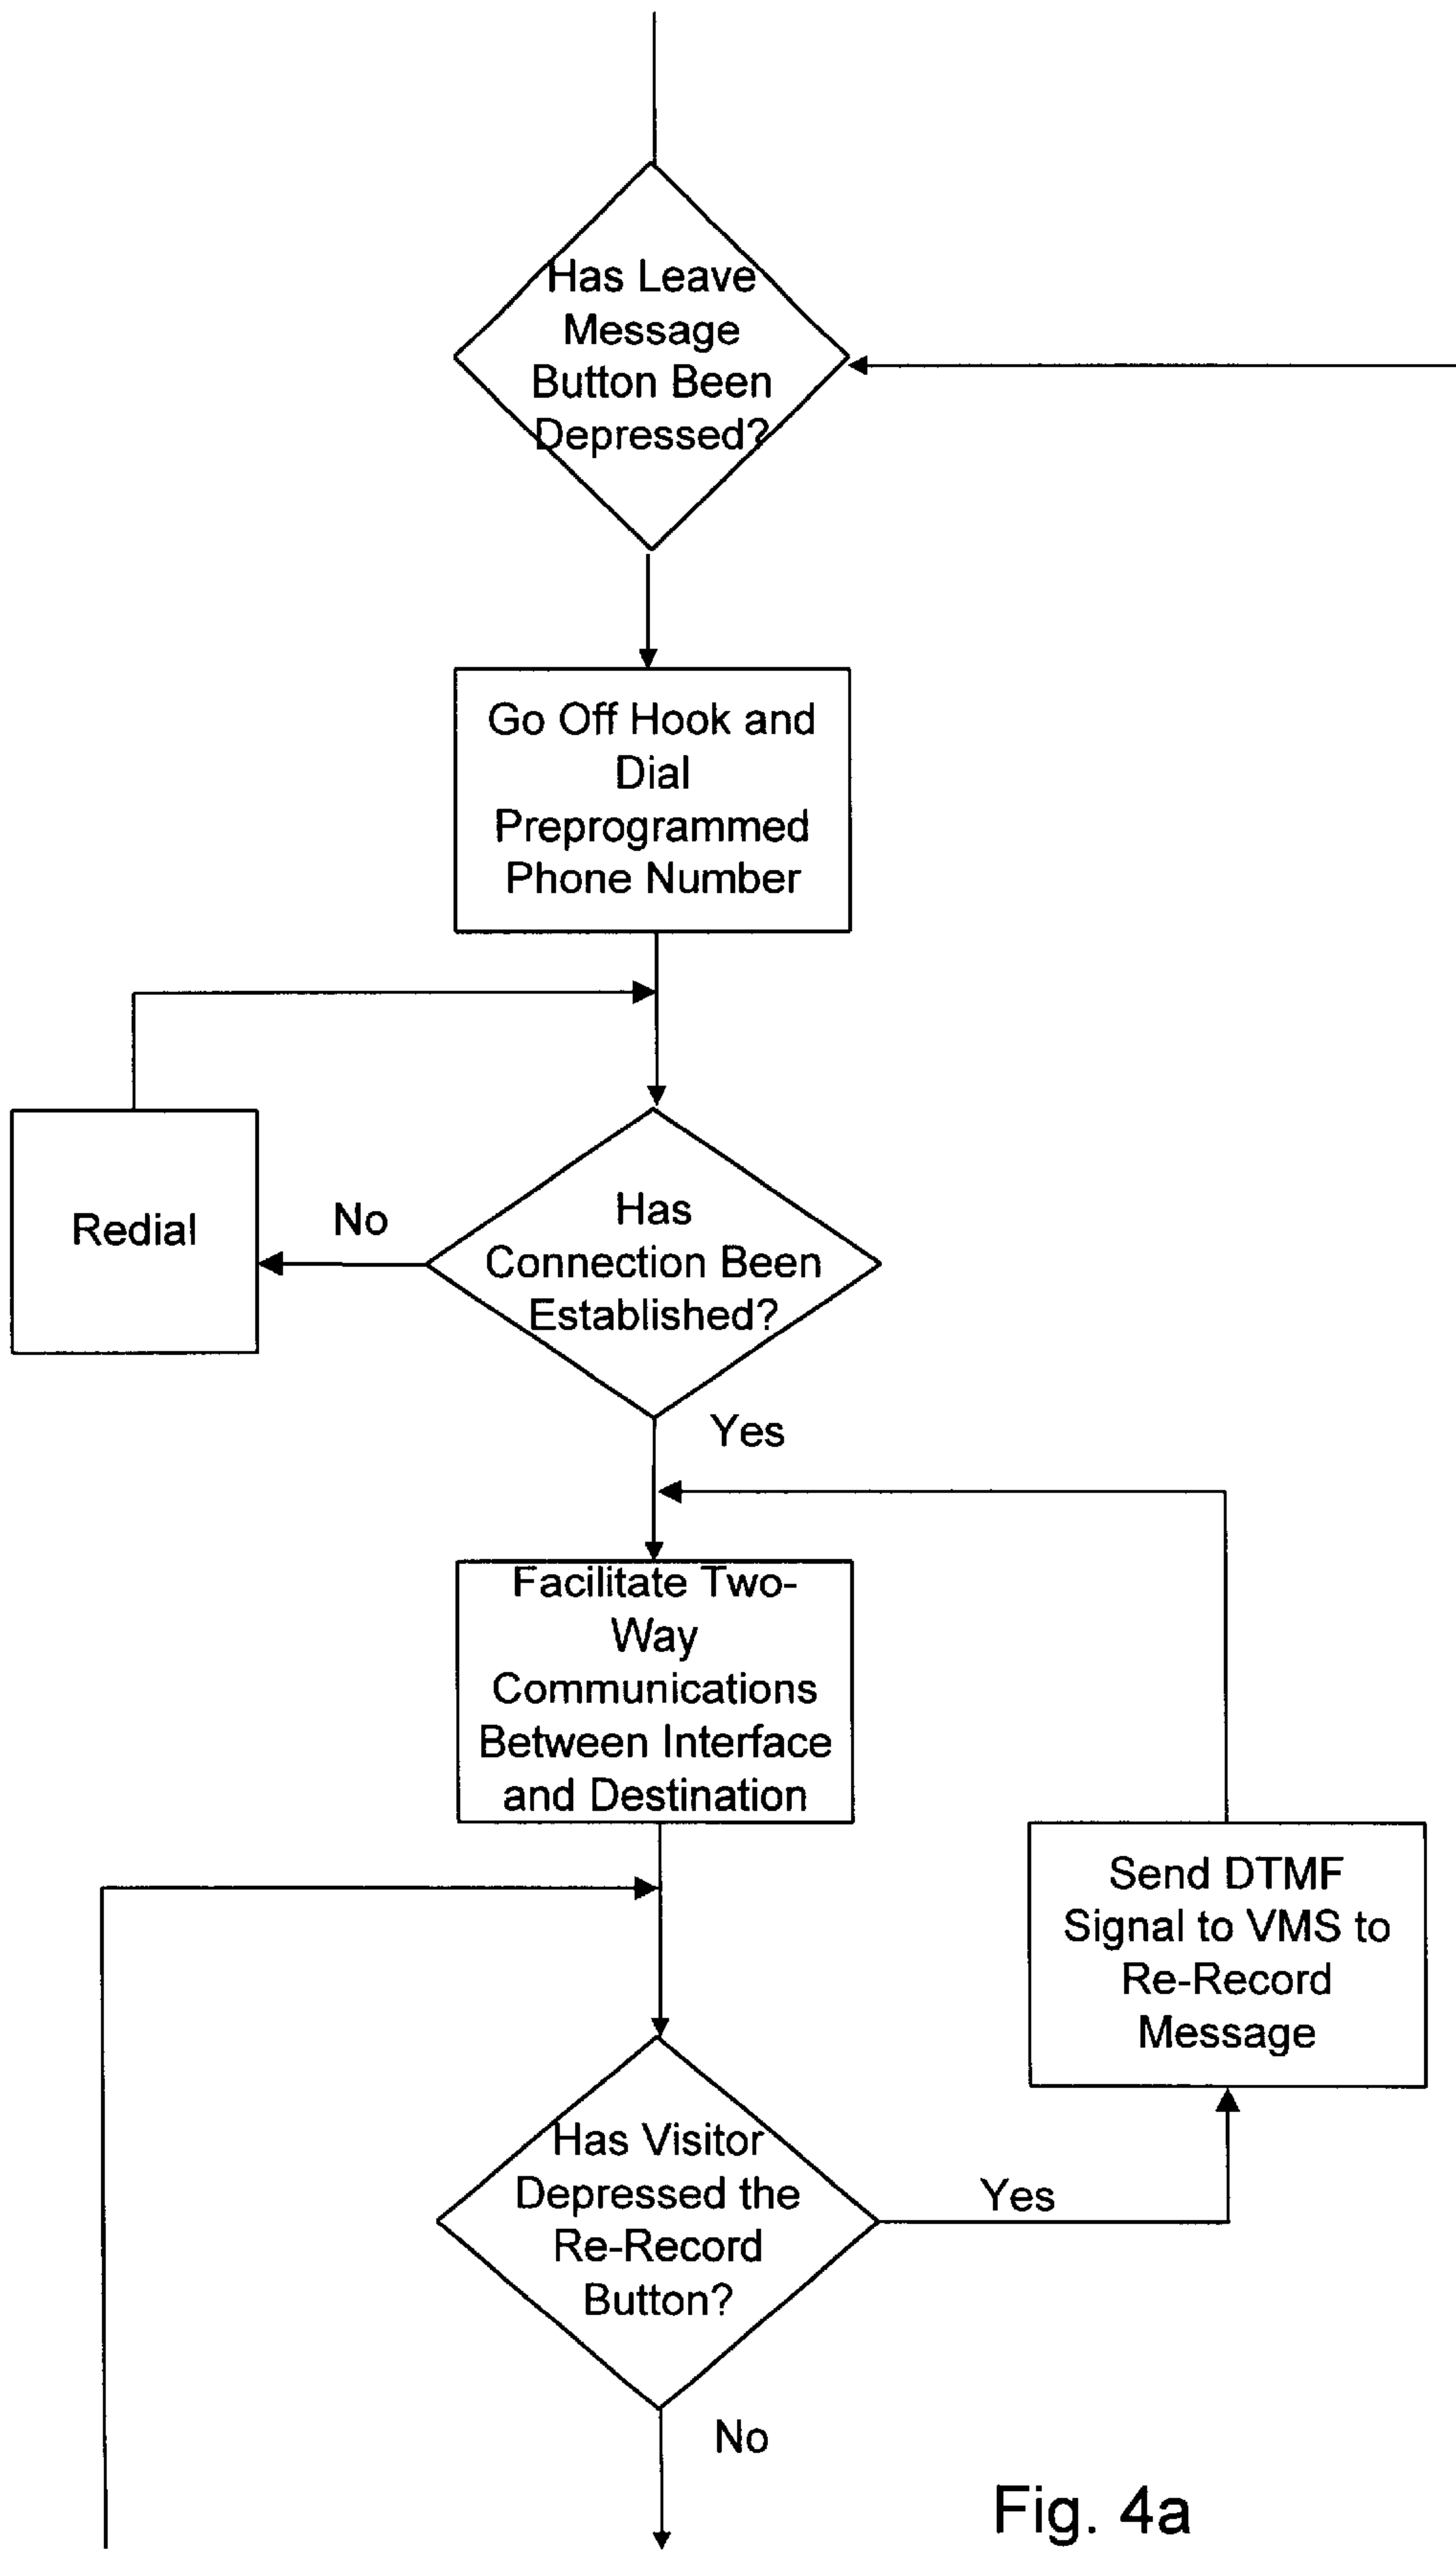 Has Leave
Message
Button Been
Depressed?
Go Off Hook and
Dial
Preprogrammed
Phone Number
Redial
No
Has
Connection Been
Established?
Yes
Facilitate Two-
Way
Communications
Between Interface
and Destination
Send DTMF
Signal to VMS to
Re-Record
Message
Has Visitor
Depressed the
Re-Record
Button?
Yes
No
Fig. 4a